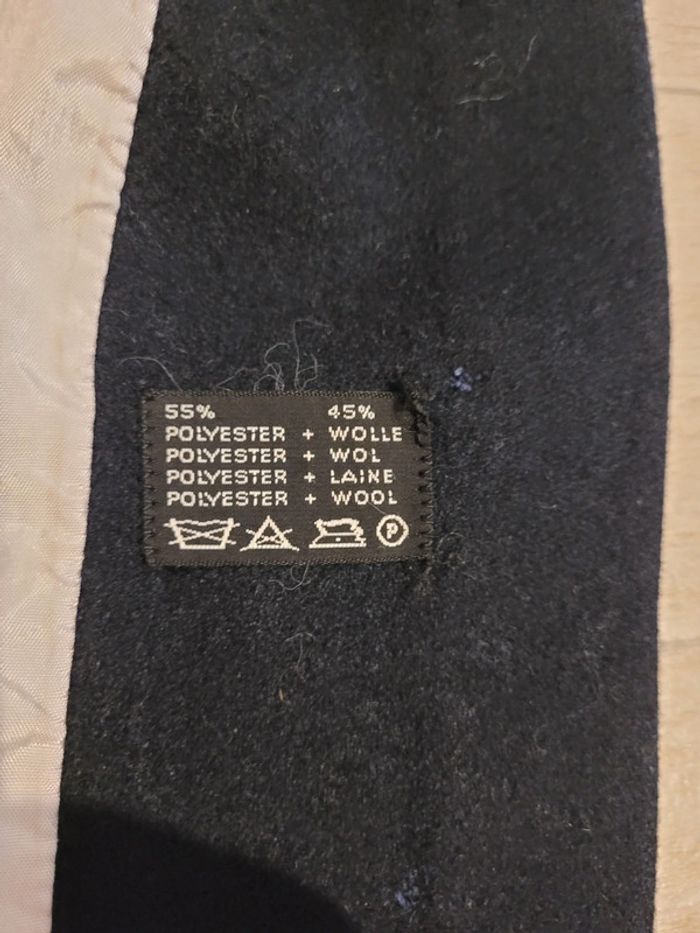 55% 45%
POLYESTER + WOLLE
POLYESTER + WOL
POLYESTER + LAINE
POLYESTER + WOOL
P